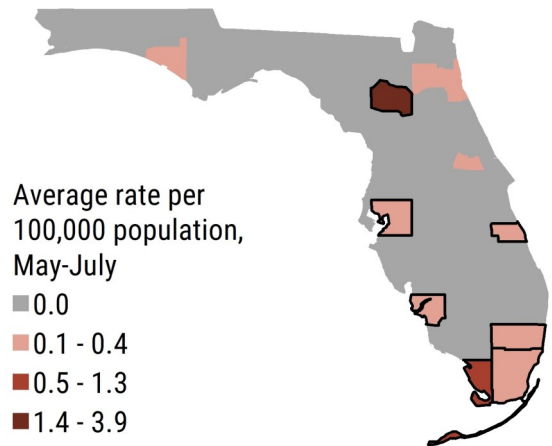 Average rate per
100,000 population,
May-July
0.0
0.1 - 0.4
0.5 - 1.3
1.4 - 3.9